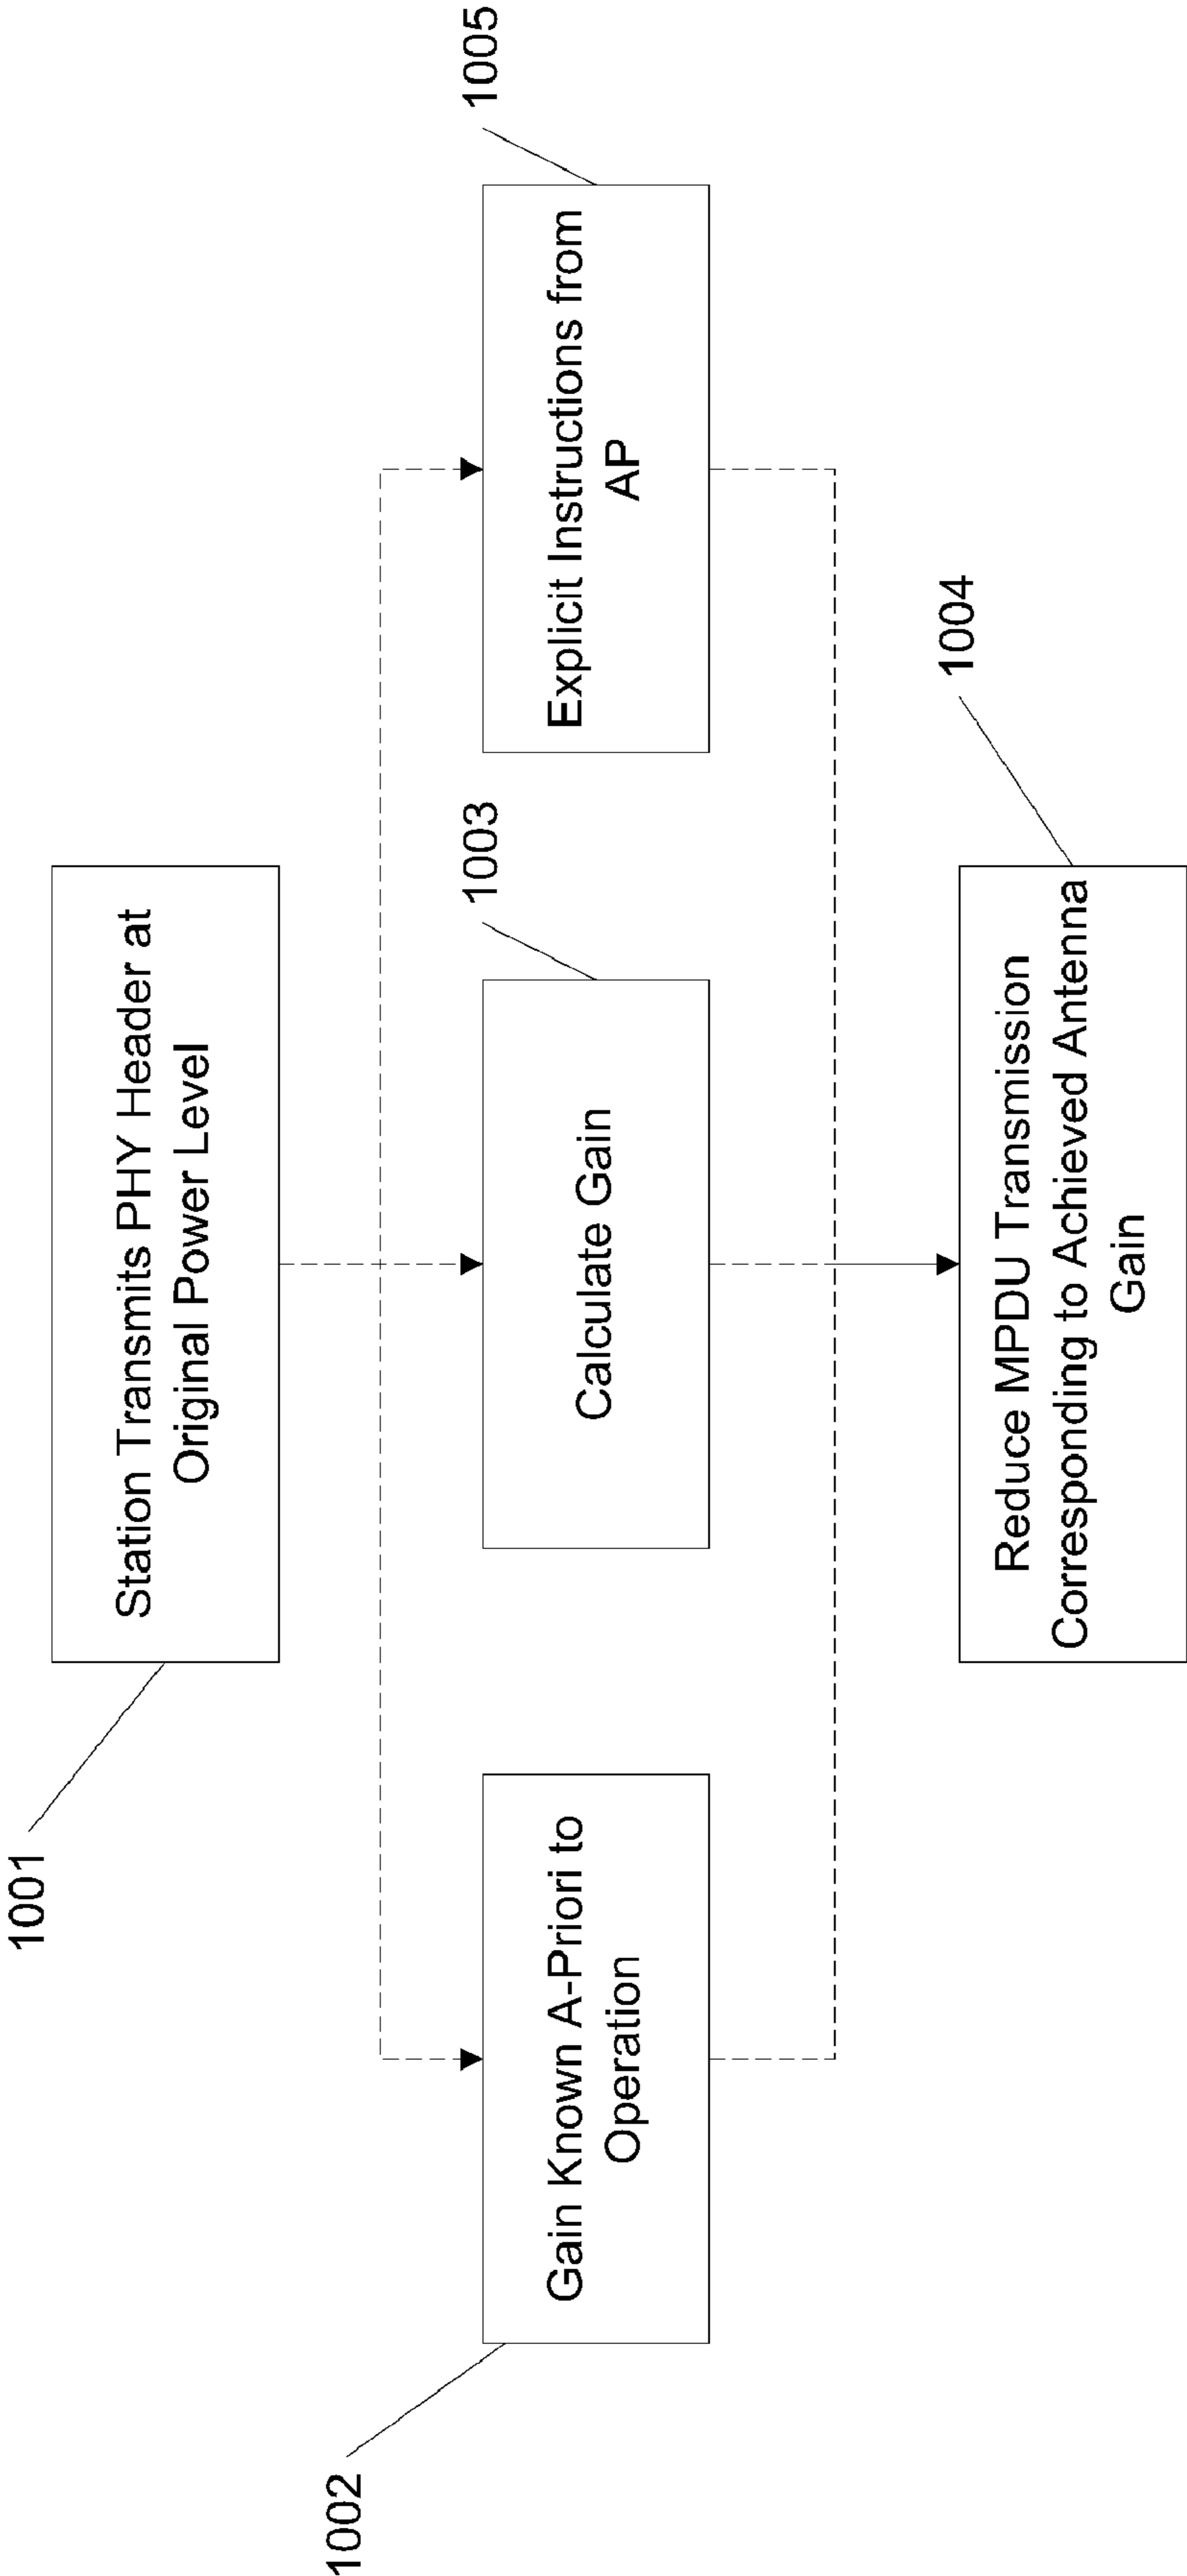 1001
Station Transmits PHY Header at
Original Power Level
1002
Gain Known A-Priori to
Operation
1003
Calculate Gain
1005
Explicit Instructions from
AP
1004
Reduce MPDU Transmission
Corresponding to Achieved Antenna
Gain